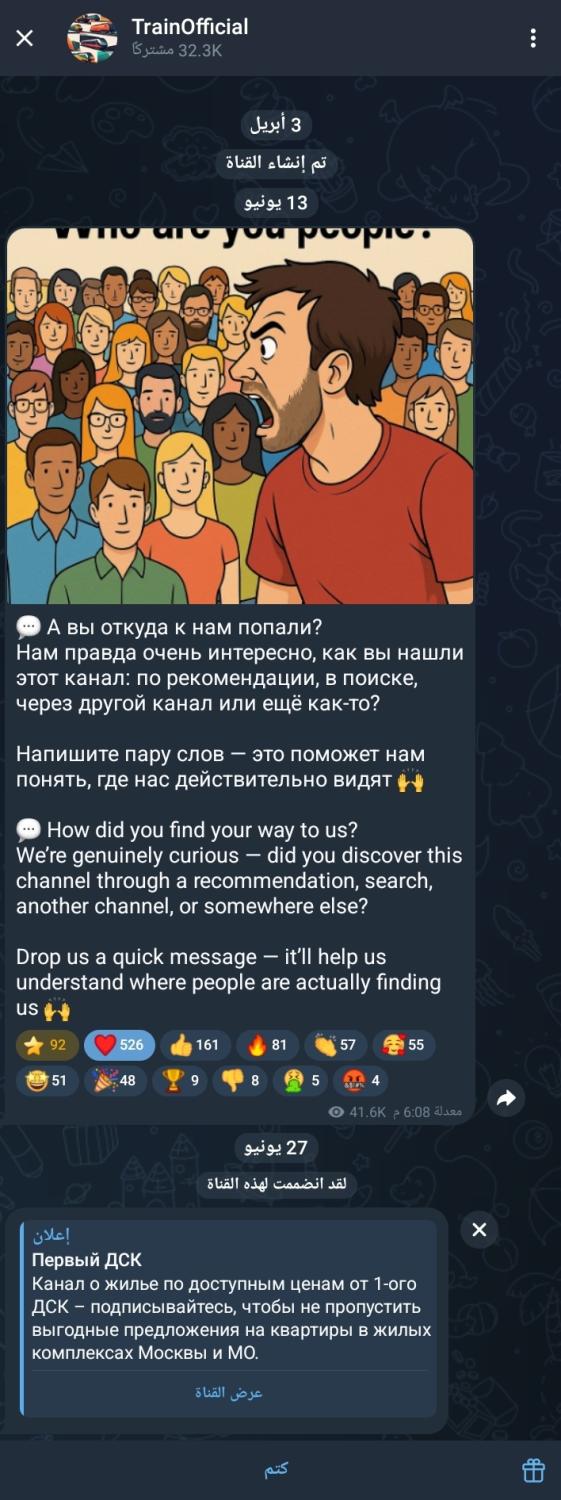 TrainOfficial
32.3K مشتركًا
3 أبريل
تم إنشاء القناة
13 يونيو
Who are you people?
💬 А вы откуда к нам попали?
Нам правда очень интересно, как вы нашли
этот канал: по рекомендации, в поиске,
через другой канал или ещё как-то?
Напишите пару слов — это поможет нам
понять, где нас действительно видят 🙌
💬 How did you find your way to us?
We’re genuinely curious — did you discover this
channel through a recommendation, search,
another channel, or somewhere else?
Drop us a quick message — it’ll help us
understand where people are actually finding
us 🙌
⭐ 92 ❤️ 526 👍 161 🔥 81 👏 57 🥰 55
🤩 51 🎉 48 🏆 9 👎 8 🤮 5 🤬 4
41.6K معدلة 6:08 م
27 يونيو
لقد انضممت لهذه القناة
إعلان
Первый ДСК
Канал о жилье по доступным ценам от 1-ого
ДСК – подписывайтесь, чтобы не пропустить
выгодные предложения на квартиры в жилых
комплексах Москвы и МО.
عرض القناة
كتم